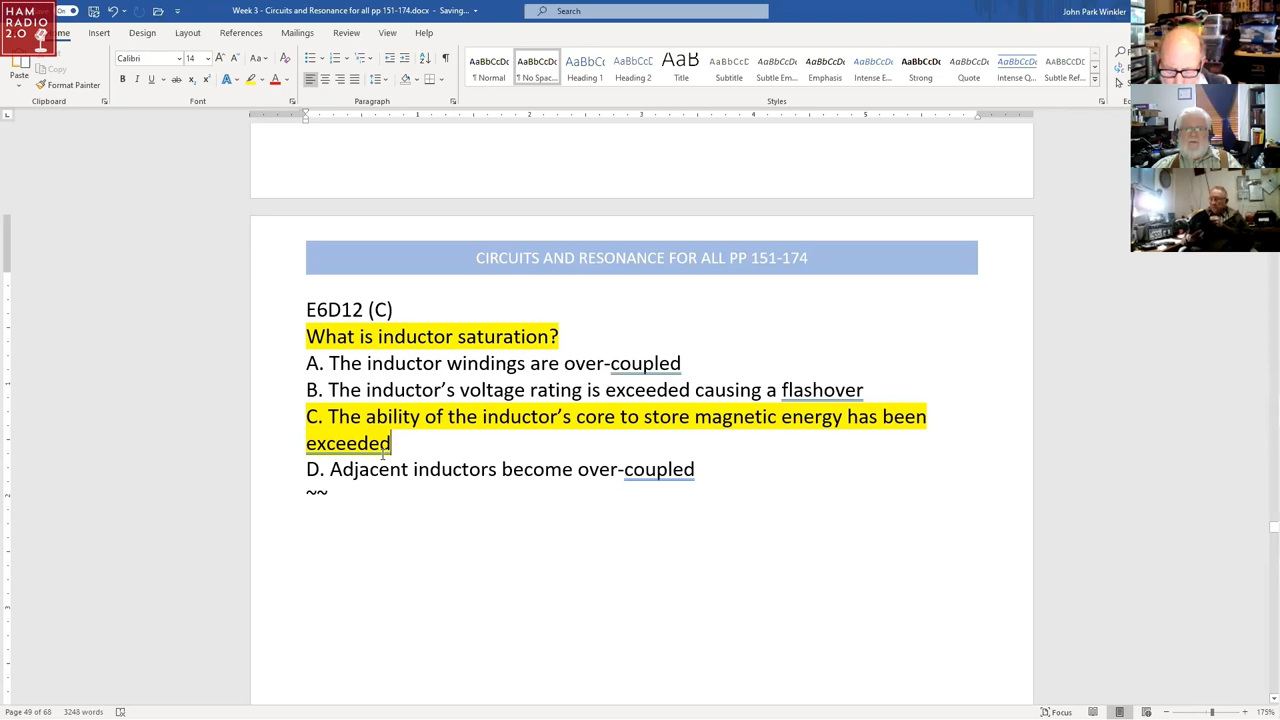 HAM
RADIO
2.0
Week 3 - Circuits and Resonance for all pp 151-174.docx - Saving...
Search
John Park Winkler
Home Insert Design Layout References Mailings Review View Help
Paste
Copy
Format Painter
Calibri 14
¶ Normal
¶ No Spac...
Heading 1
Heading 2
Title
Subtitle
Subtle Em...
Emphasis
Intense E...
Strong
Quote
Intense Q...
Subtle Ref...
Clipboard Font Paragraph Styles
CIRCUITS AND RESONANCE FOR ALL PP 151-174
E6D12 (C)
What is inductor saturation?
A. The inductor windings are over-coupled
B. The inductor’s voltage rating is exceeded causing a flashover
C. The ability of the inductor’s core to store magnetic energy has been
exceeded
D. Adjacent inductors become over-coupled
~~
Page 49 of 68 3248 words Focus 175%